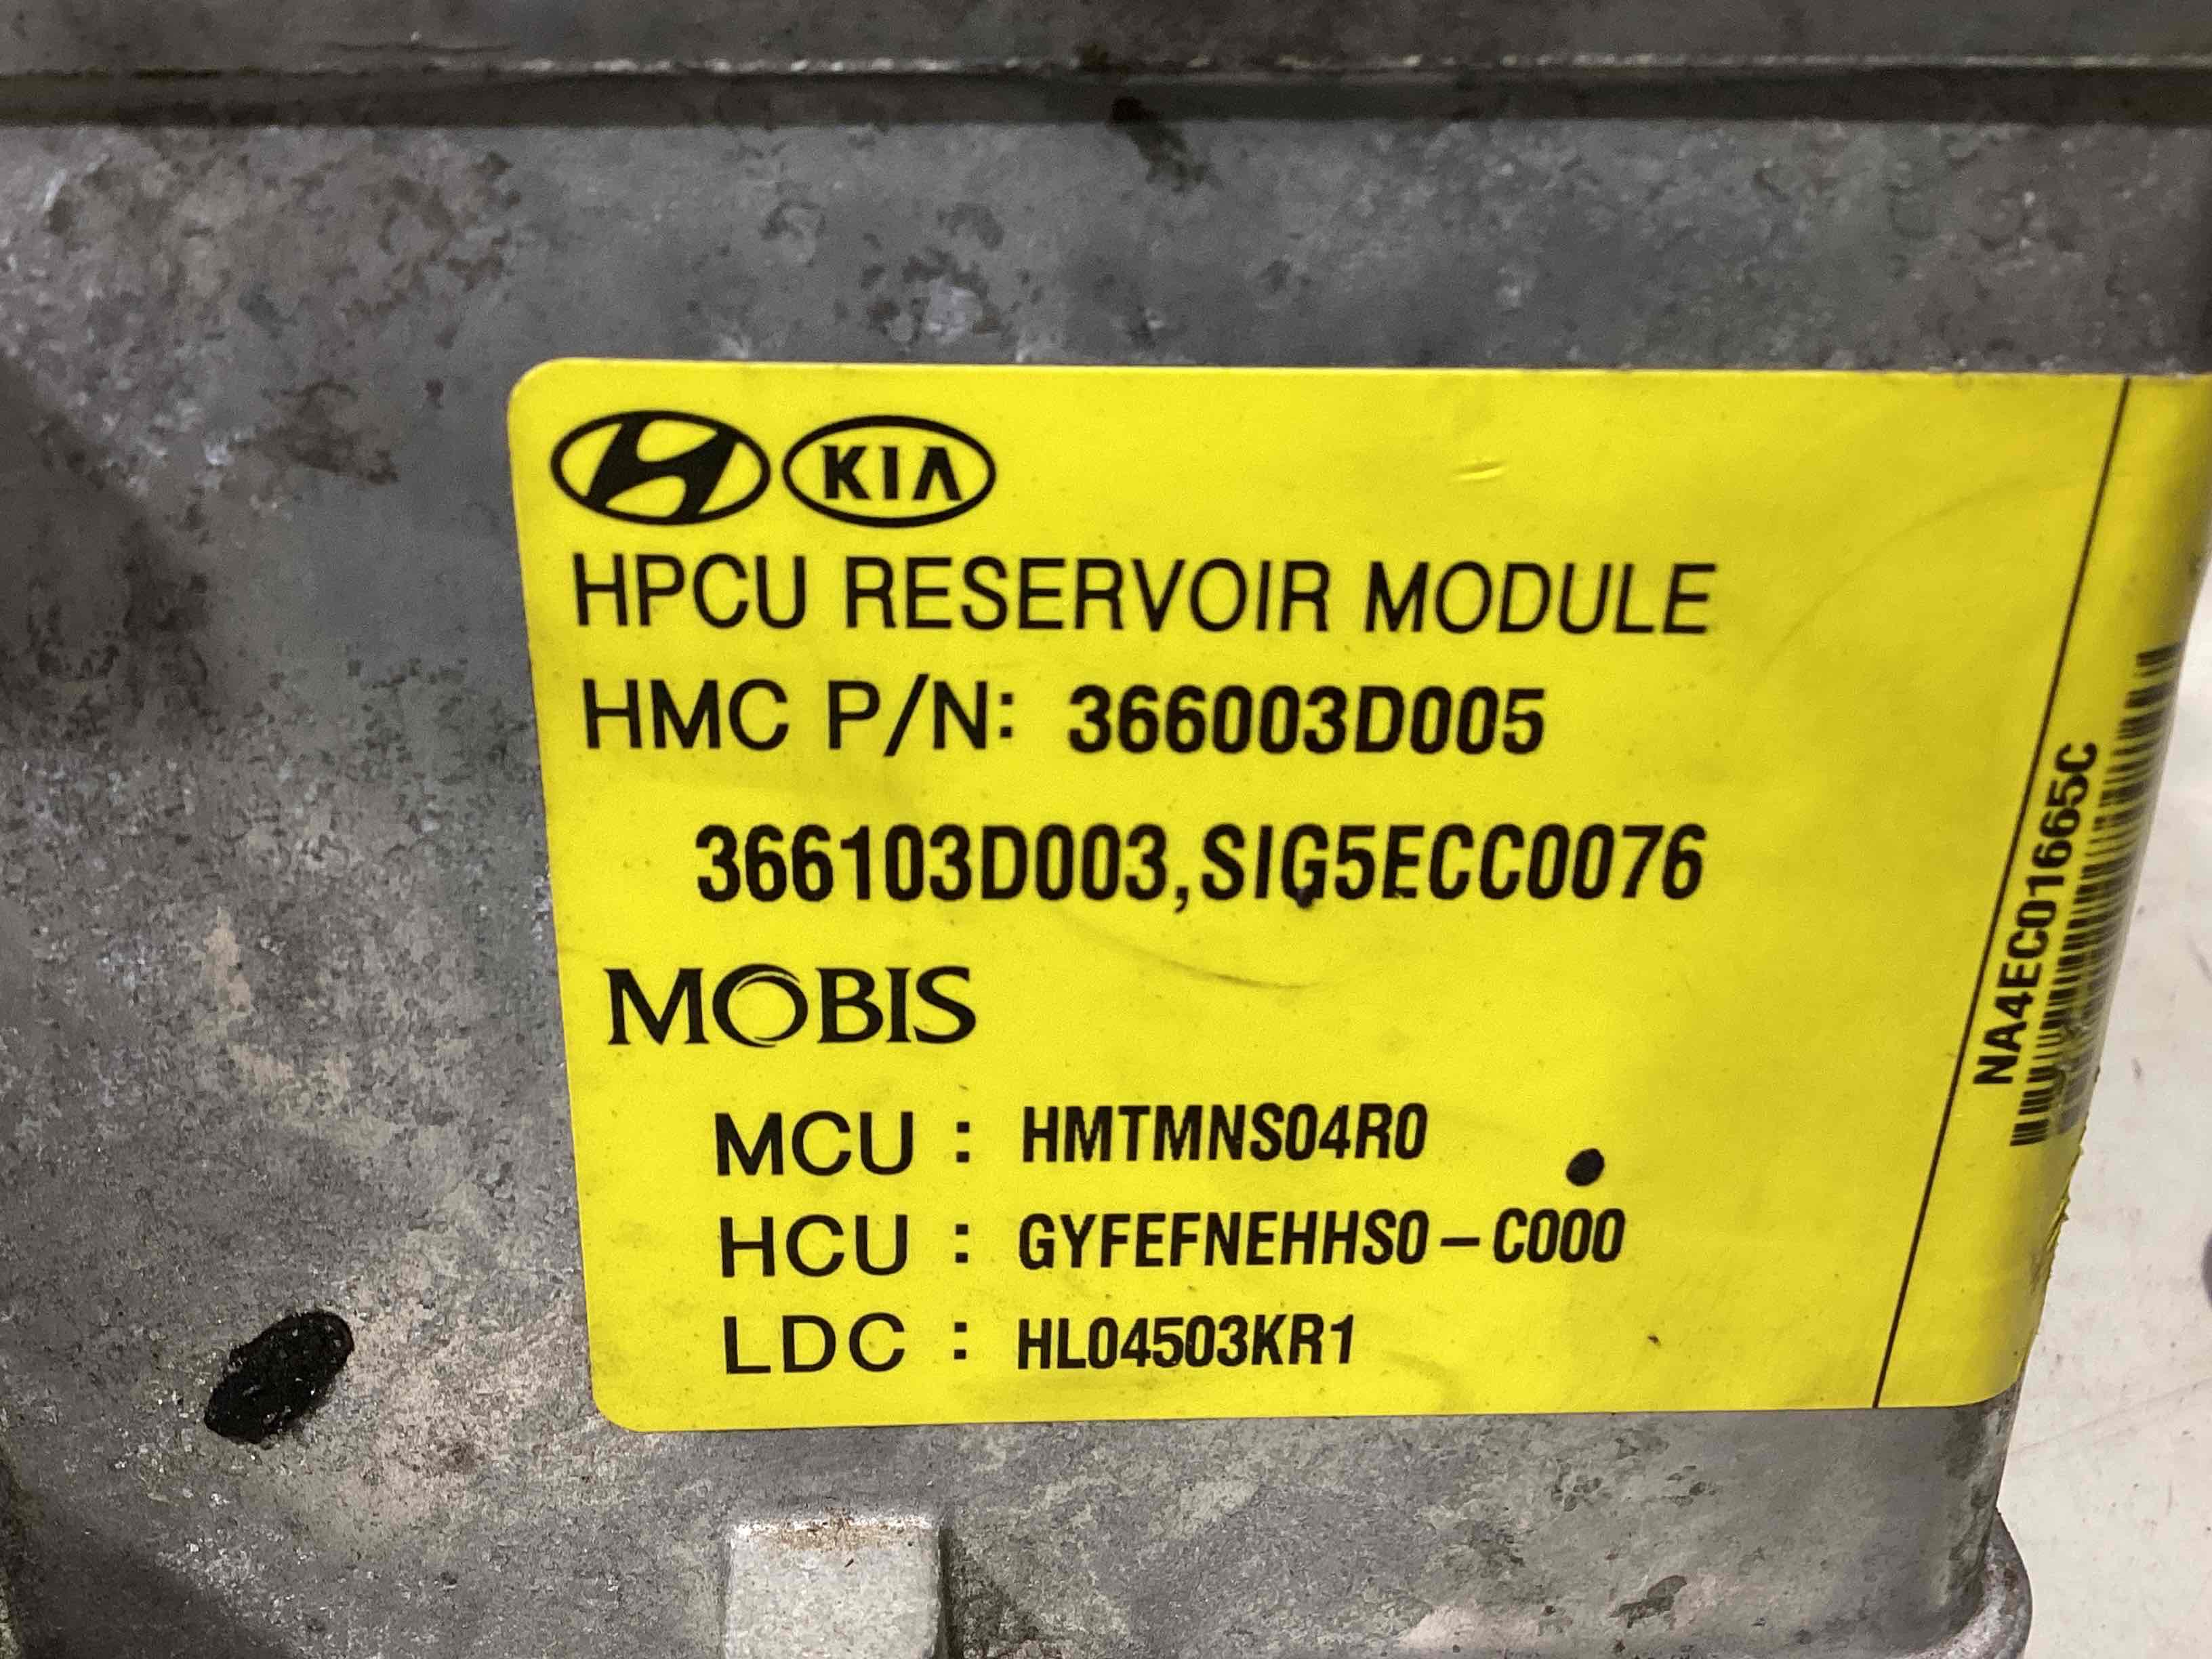 KIA
HPCU RESERVOIR MODULE
HMC P/N: 366003D005
366103D003,SIG5ECC0076
MOBIS
MCU : HMTMNS04R0
HCU : GYFEFNEHHS0-C000
LDC : HL04503KR1
NA4EC01665C